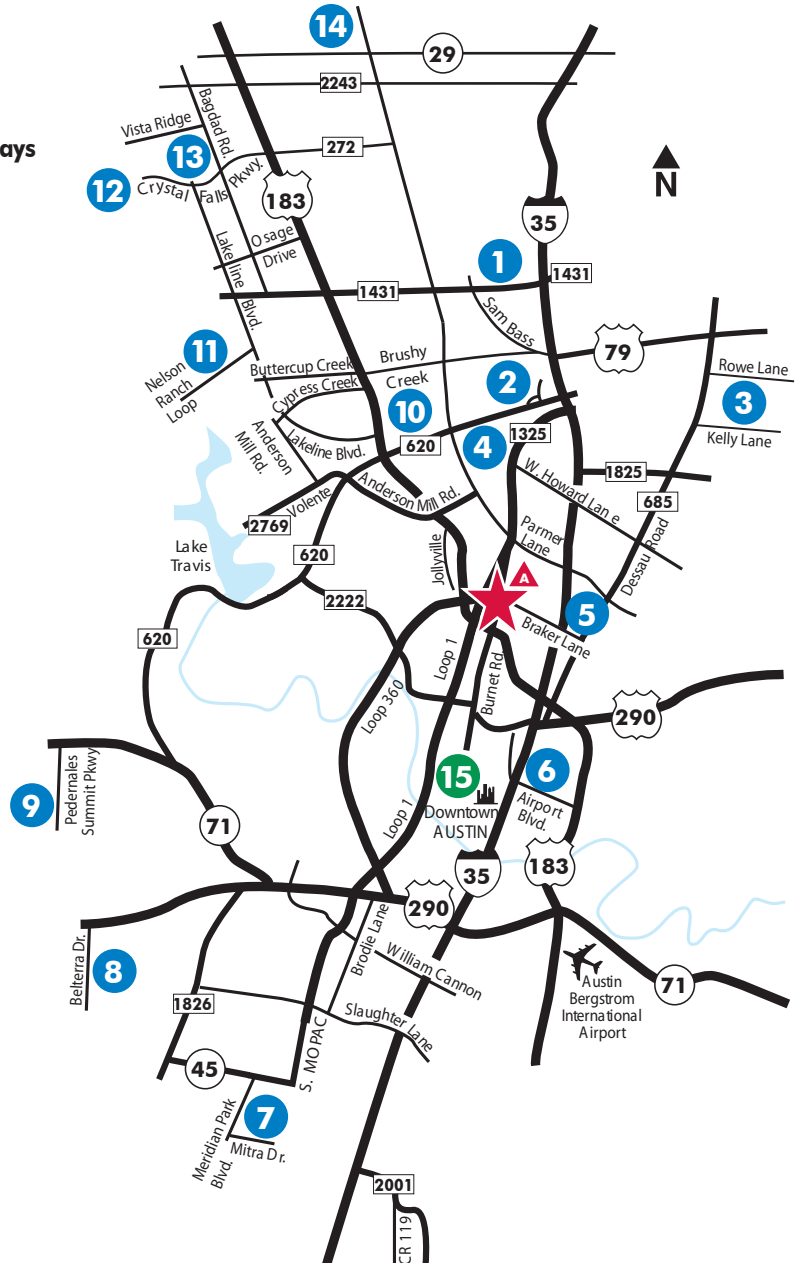 14
29
2243
Vista Ridge
Bagdad Rd.
ays
272
13
12
Crystal Falls Pkwy.
183
N
35
Osage
Drive
Lakeline Blvd.
1
1431
1431
Sam Bass
79
11
Nelson
Ranch
Loop
Buttercup Creek
Brushy
Creek
Cypress Creek
2
Rowe Lane
3
Kelly Lane
10
Anderson
Mill Rd.
Lakeline Blvd.
620
4
1325
1825
W. Howard Lane
685
Volente
Anderson Mill Rd.
2769
Parmer
Lane
Dessau Road
Lake
Travis
620
Jollyville
A
2222
5
Braker Lane
620
Loop 1
Burnet Rd.
Loop 360
290
Pedernales
Summit Pkwy
9
15
6
Downtown
AUSTIN
Airport
Blvd.
71
Loop 1
35
183
290
Brodie Lane
Belterra Dr.
8
William Cannon
Austin
Bergstrom
International
Airport
71
1826
Slaughter Lane
S. MOPAC
45
7
Meridian Park
Blvd.
Mitra Dr.
2001
CR 119